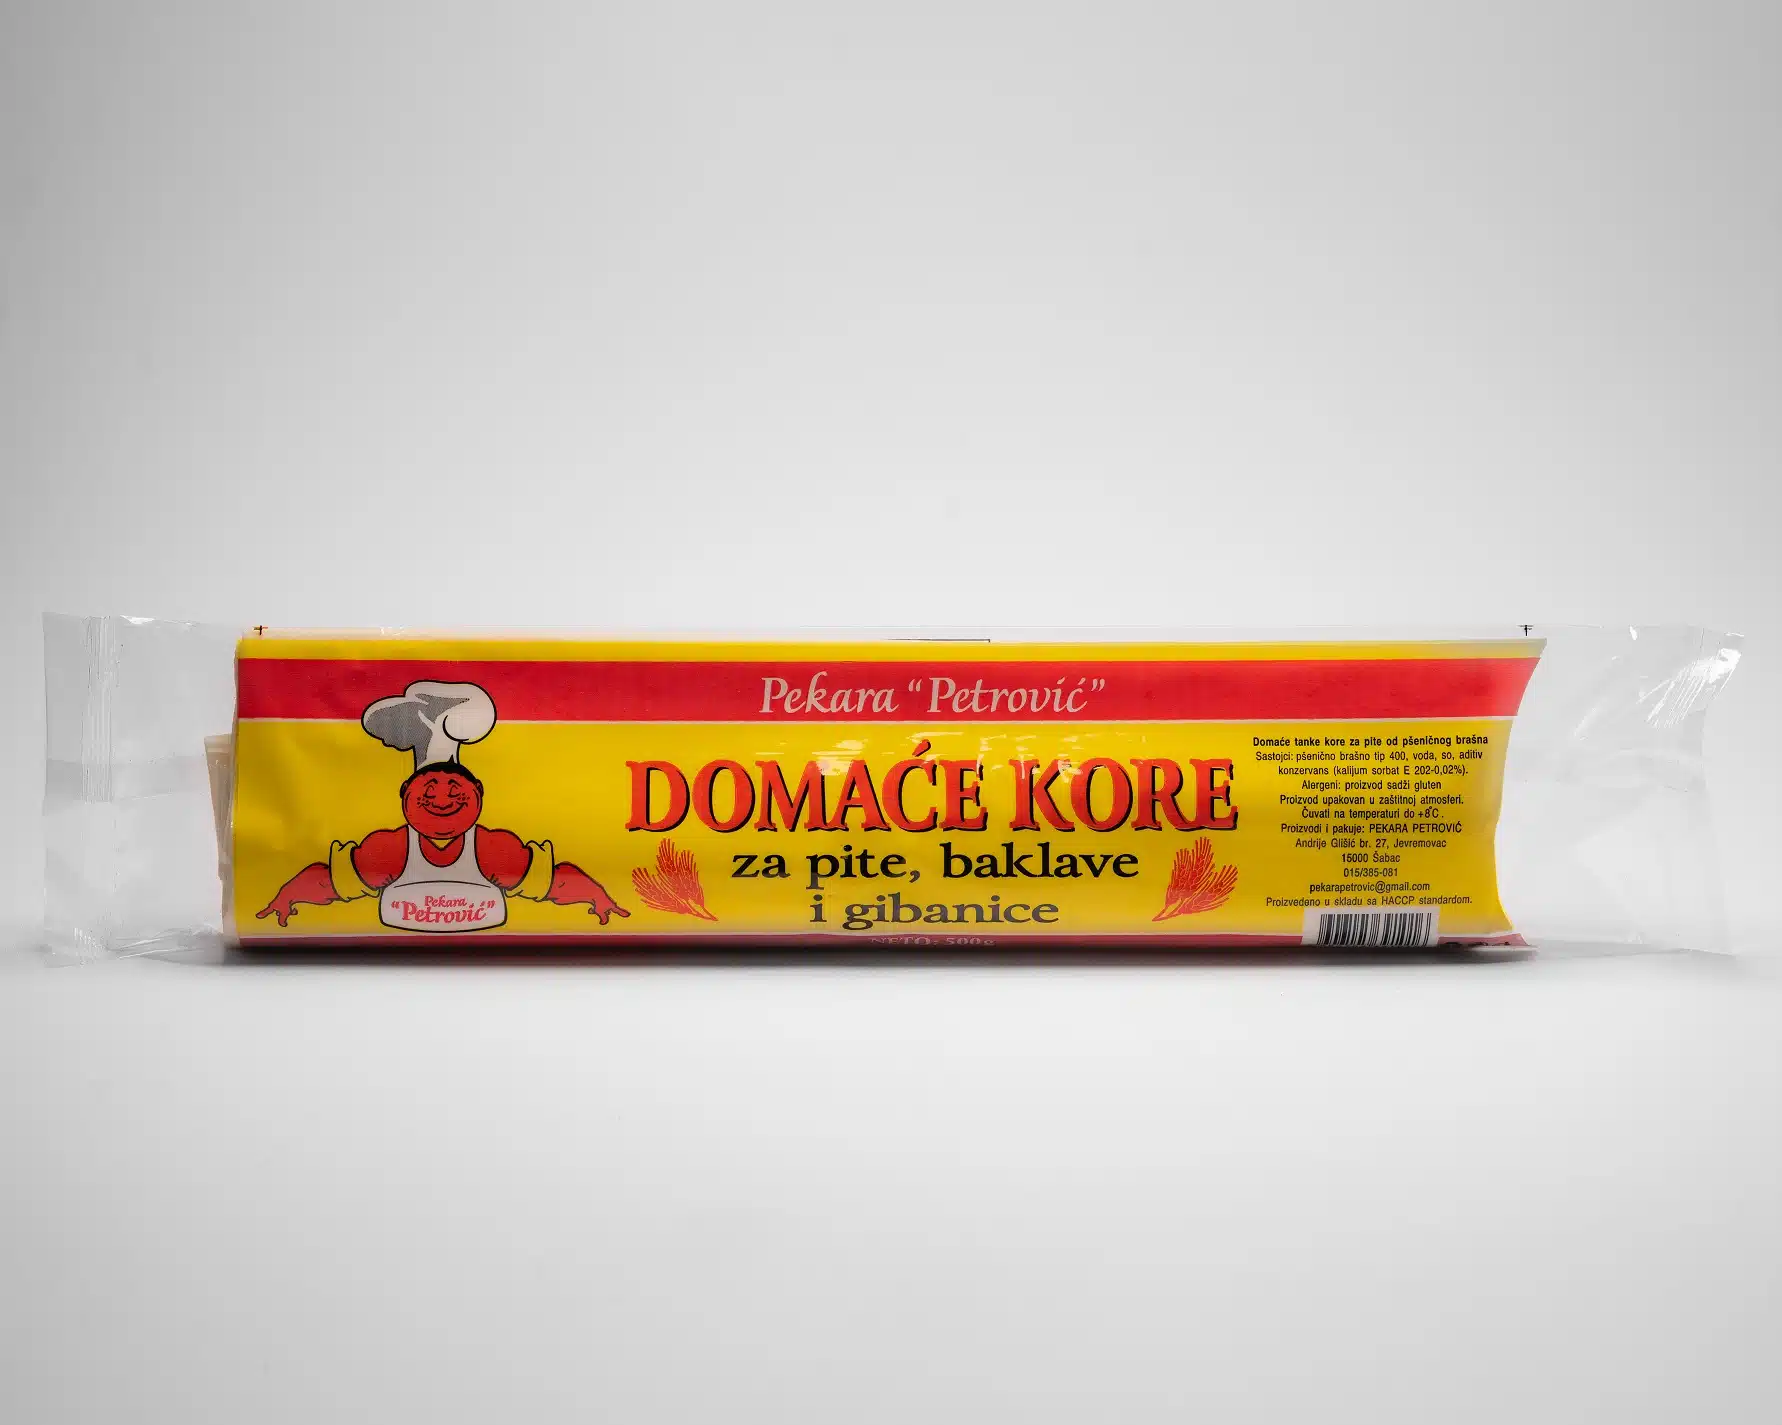 Pekara “Petrović”
DOMAĆE KORE
za pite, baklave
i gibanice
NETO: 500g
Pekara
“Petrović”
Domaće tanke kore za pite od pšeničnog brašna
Sastojci: pšenično brašno tip 400, voda, so, aditiv
konzervans (kalijum sorbat E 202-0,02%).
Alergeni: proizvod sadži gluten
Proizvod upakovan u zaštitnoj atmosferi.
Čuvati na temperaturi do +8°C.
Proizvodi i pakuje: PEKARA PETROVIĆ
Andrije Glišić br. 27, Jevremovac
15000 Šabac
015/385-081
pekarapetrovic@gmail.com
Proizvedeno u skladu sa HACCP standardom.